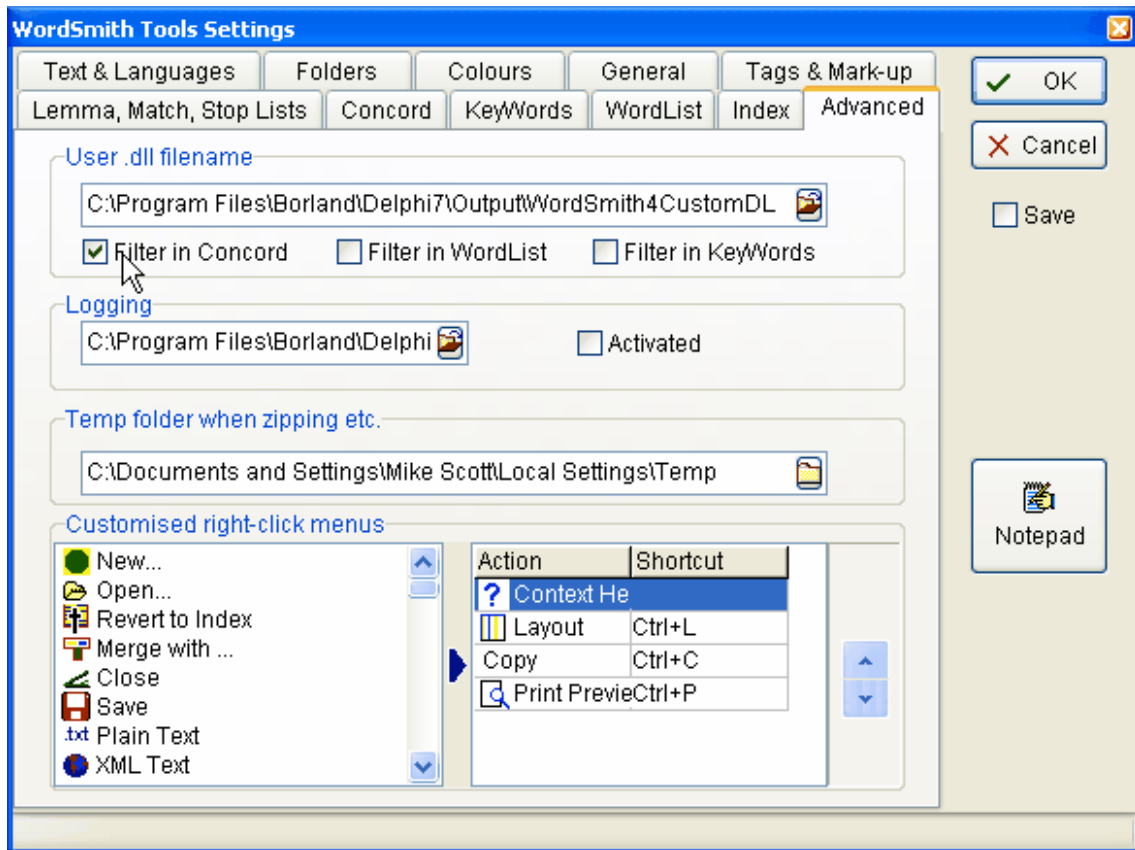 WordSmith Tools Settings
Text & Languages Folders Colours General Tags & Mark-up
Lemma, Match, Stop Lists Concord KeyWords WordList Index Advanced
OK
Cancel
Save
User .dll filename
C:\Program Files\Borland\Delphi7\Output\WordSmith4CustomDL
Filter in Concord Filter in WordList Filter in KeyWords
Logging
C:\Program Files\Borland\Delphi Activated
Temp folder when zipping etc.
C:\Documents and Settings\Mike Scott\Local Settings\Temp
Notepad
Customised right-click menus
New...
Open...
Revert to Index
Merge with ...
Close
Save
.txt Plain Text
XML Text
Action Shortcut
? Context He
Layout Ctrl+L
Copy Ctrl+C
Print Previe Ctrl+P